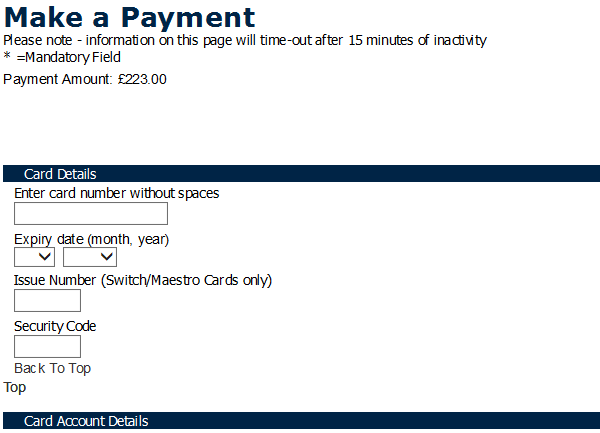 Make a Payment
Please note - information on this page will time-out after 15 minutes of inactivity
* =Mandatory Field
Payment Amount: £223.00
Card Details
Enter card number without spaces
Expiry date (month, year)
Issue Number (Switch/Maestro Cards only)
Security Code
Back To Top
Top
Card Account Details